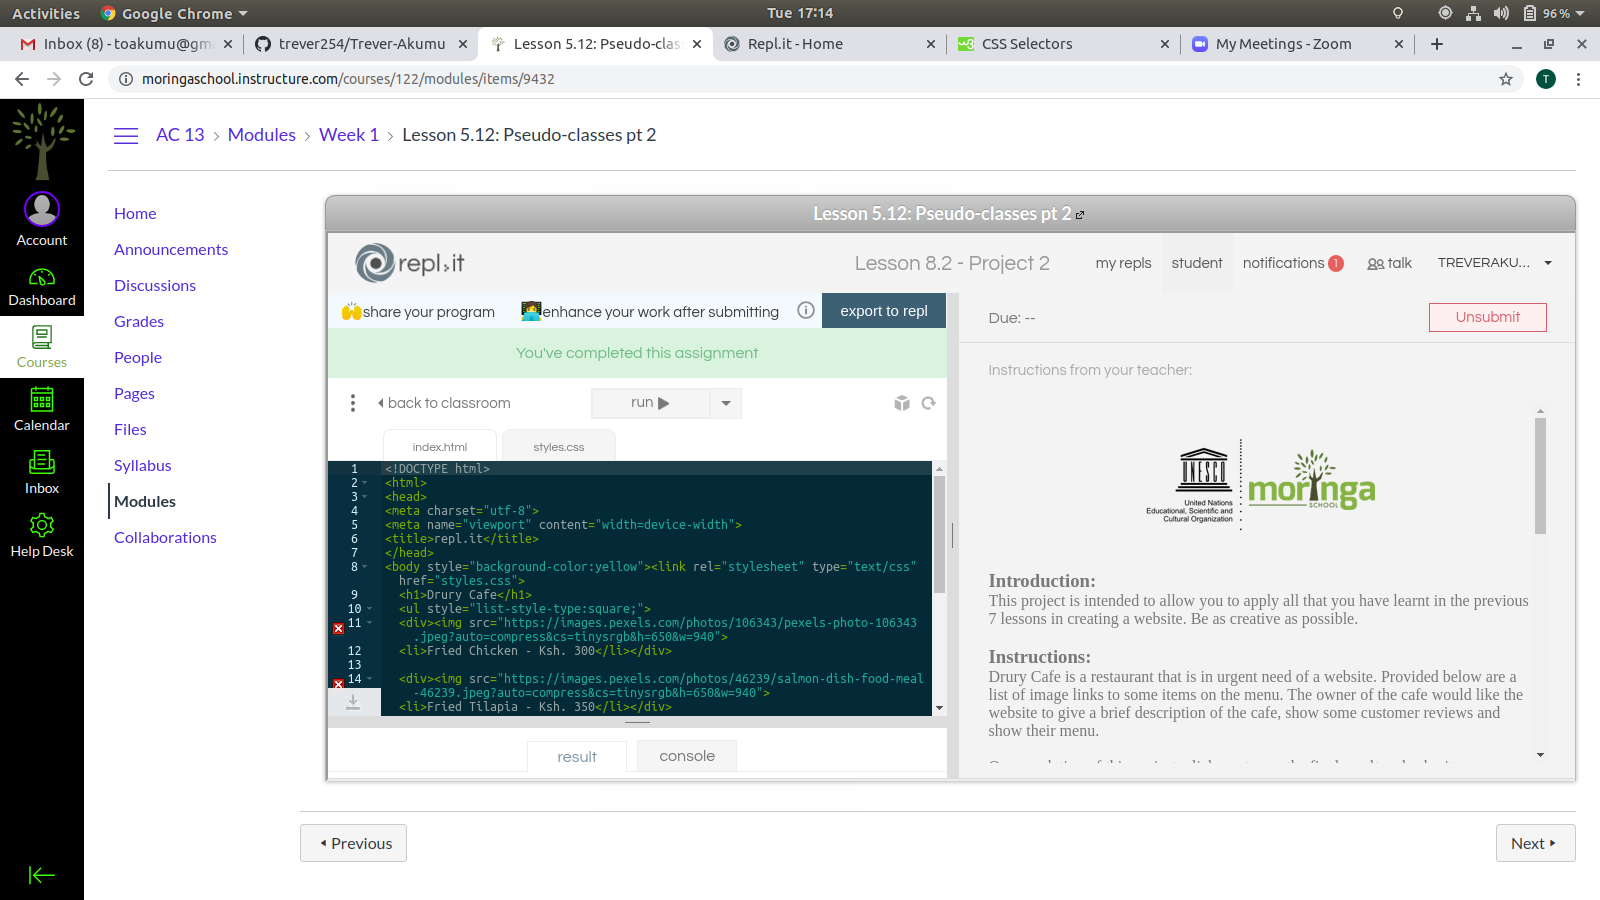 Activities
Google Chrome
Tue 17:14
96%
Inbox (8) - toakumu@gm
trever254/Trever-Akumu
Lesson 5.12: Pseudo-clas
Repl.it - Home
CSS Selectors
My Meetings - Zoom
moringaschool.instructure.com/courses/122/modules/items/9432
T
AC 13 › Modules › Week 1 › Lesson 5.12: Pseudo-classes pt 2
Account
Dashboard
Courses
Calendar
Inbox
Help Desk
Home
Announcements
Discussions
Grades
People
Pages
Files
Syllabus
Modules
Collaborations
Lesson 5.12: Pseudo-classes pt 2
repl.it
Lesson 8.2 - Project 2
my repls
student
notifications 1
talk
TREVERAKU...
share your program
enhance your work after submitting
export to repl
You've completed this assignment
back to classroom
run
index.html
styles.css
1 <!DOCTYPE html>
2 <html>
3 <head>
4 <meta charset="utf-8">
5 <meta name="viewport" content="width=device-width">
6 <title>repl.it</title>
7 </head>
8 <body style="background-color:yellow"><link rel="stylesheet" type="text/css"
href="styles.css">
9 <h1>Drury Cafe</h1>
10 <ul style="list-style-type:square;">
11 <div><img src="https://images.pexels.com/photos/106343/pexels-photo-106343
.jpeg?auto=compress&cs=tinysrgb&h=650&w=940">
12 <li>Fried Chicken - Ksh. 300</li></div>
13
14 <div><img src="https://images.pexels.com/photos/46239/salmon-dish-food-meal
-46239.jpeg?auto=compress&cs=tinysrgb&h=650&w=940">
<li>Fried Tilapia - Ksh. 350</li></div>
result
console
Due: --
Unsubmit
Instructions from your teacher:
UNESCO
United Nations
Educational, Scientific and
Cultural Organization
moringa
SCHOOL
Introduction:
This project is intended to allow you to apply all that you have learnt in the previous
7 lessons in creating a website. Be as creative as possible.
Instructions:
Drury Cafe is a restaurant that is in urgent need of a website. Provided below are a
list of image links to some items on the menu. The owner of the cafe would like the
website to give a brief description of the cafe, show some customer reviews and
show their menu.
Previous
Next